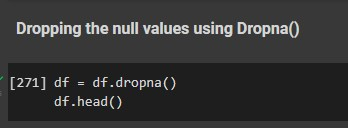 Dropping the null values using Dropna()
[271] df = df.dropna()
df.head()